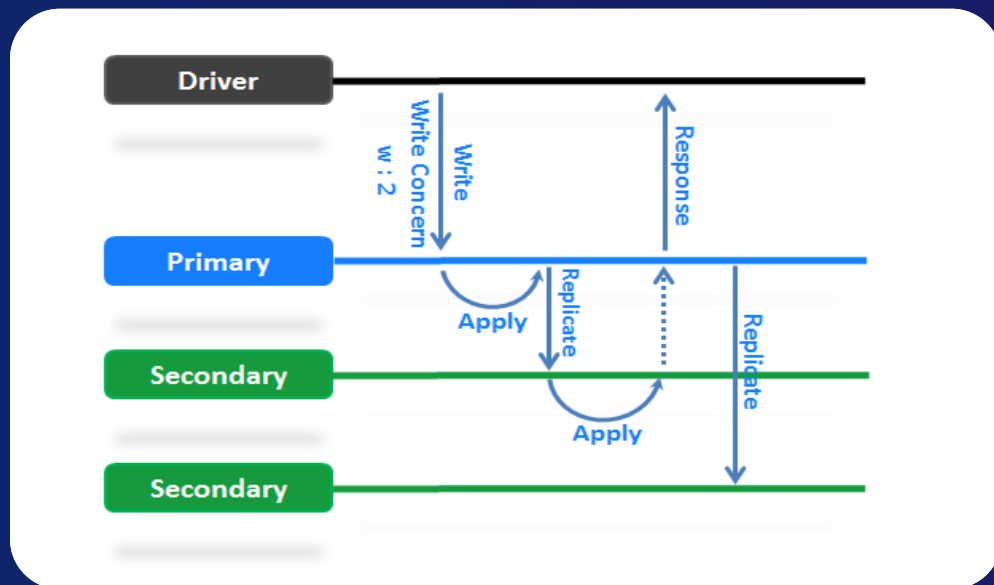 Driver
Write
Write Concern
w : 2
Response
Primary
Apply
Replicate
Replicate
Secondary
Apply
Secondary